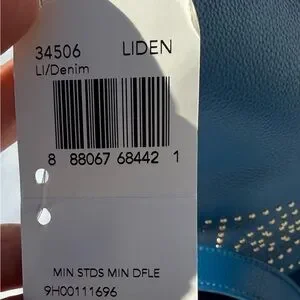 34506 LIDEN
LI/Denim
8 88067 68442 1
MIN STDS MIN DFLE
9H00111696